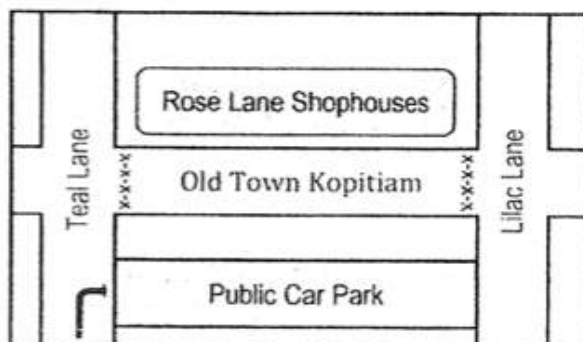 Rose Lane Shophouses
Teal Lane
x-x-x-x
Old Town Kopitiam
x-x-x-x
Lilac Lane
Public Car Park